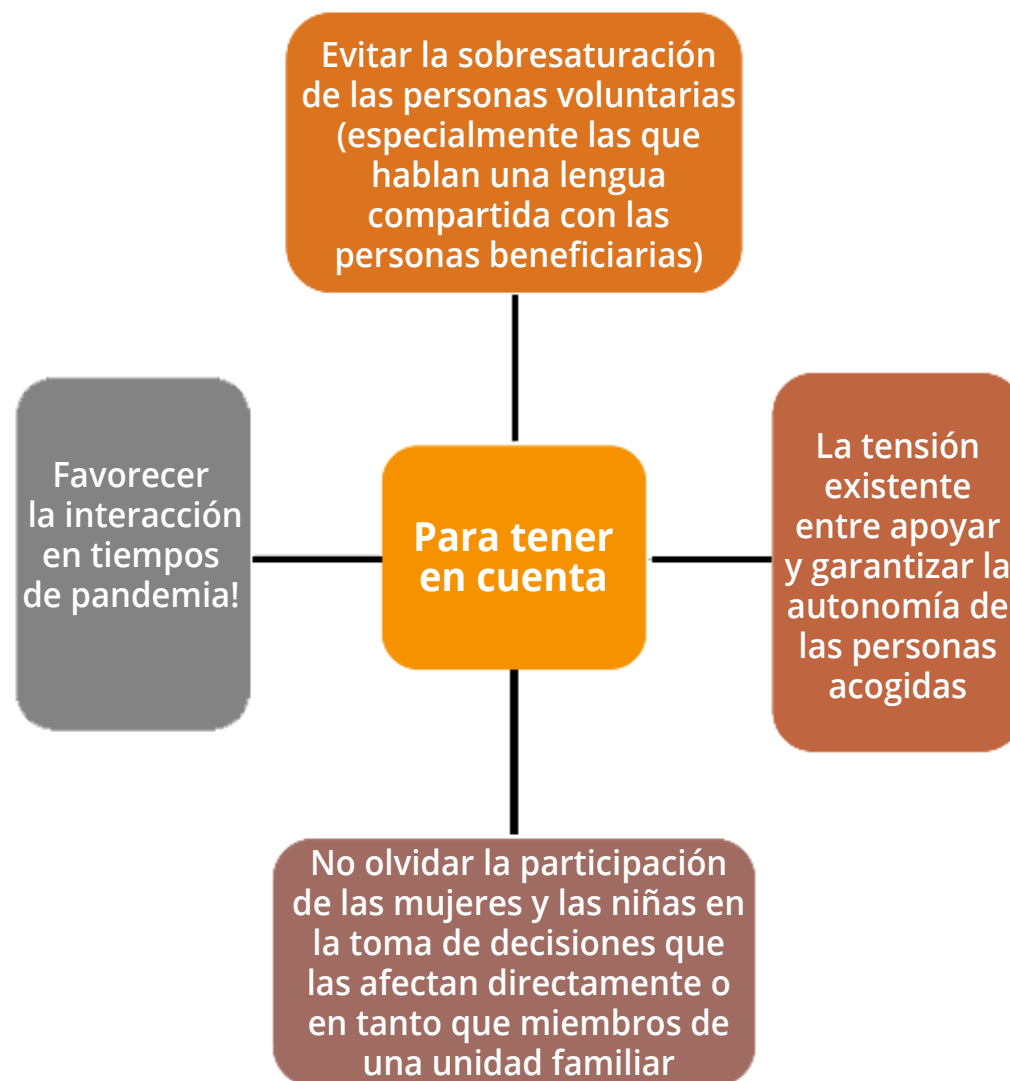 Evitar la sobresaturación
de las personas voluntarias
(especialmente las que
hablan una lengua
compartida con las
personas beneficiarias)
Favorecer
la interacción
en tiempos
de pandemia!
Para tener
en cuenta
La tensión
existente
entre apoyar
y garantizar la
autonomía de
las personas
acogidas
No olvidar la participación
de las mujeres y las niñas en
la toma de decisiones que
las afectan directamente o
en tanto que miembros de
una unidad familiar